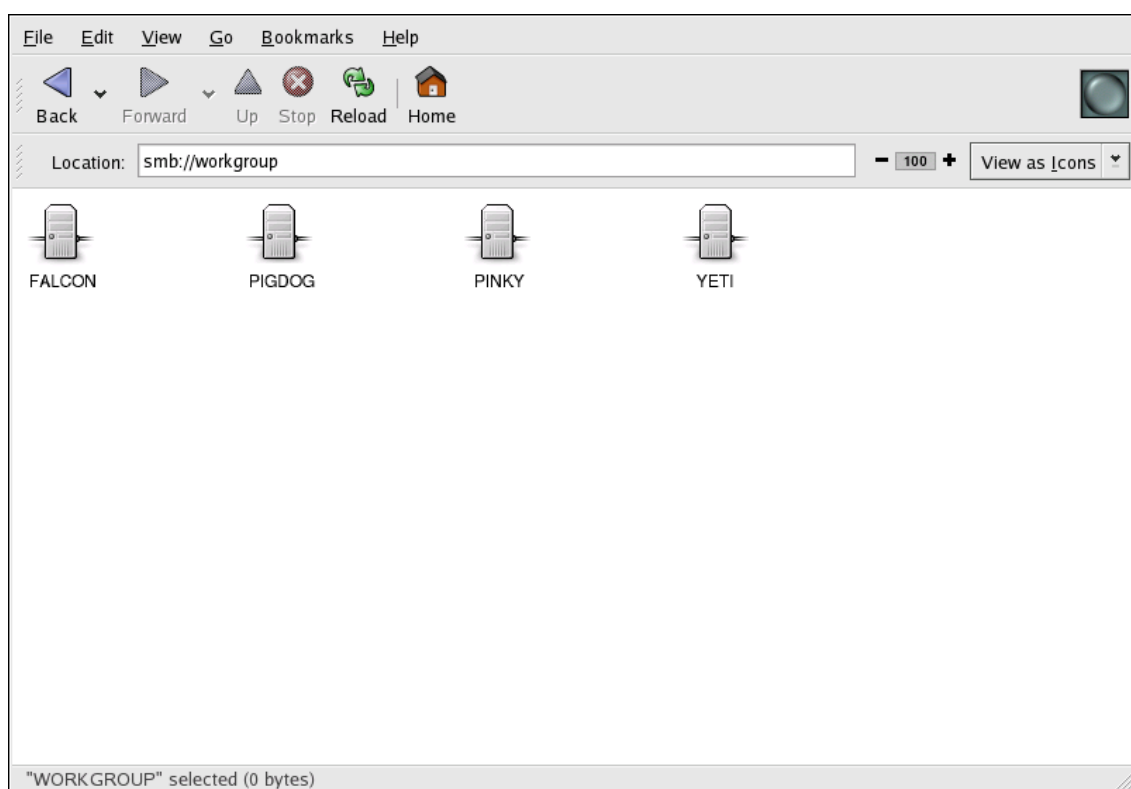 File Edit View Go Bookmarks Help
Back Forward Up Stop Reload Home
Location: smb://workgroup 100 View as Icons
FALCON PIGDOG PINKY YETI
"WORKGROUP" selected (0 bytes)